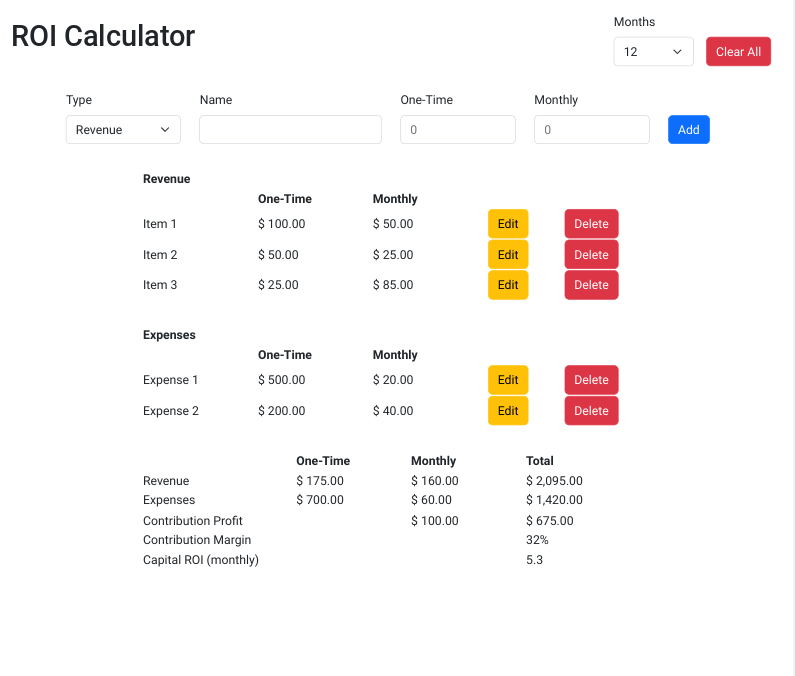 Months
ROI Calculator
12 Clear All
Type Name One-Time Monthly
Revenue 0 0 Add
Revenue
One-Time Monthly
Item 1 $ 100.00 $ 50.00 Edit Delete
Item 2 $ 50.00 $ 25.00 Edit Delete
Item 3 $ 25.00 $ 85.00 Edit Delete
Expenses
One-Time Monthly
Expense 1 $ 500.00 $ 20.00 Edit Delete
Expense 2 $ 200.00 $ 40.00 Edit Delete
One-Time Monthly Total
Revenue $ 175.00 $ 160.00 $ 2,095.00
Expenses $ 700.00 $ 60.00 $ 1,420.00
Contribution Profit $ 100.00 $ 675.00
Contribution Margin 32%
Capital ROI (monthly) 5.3